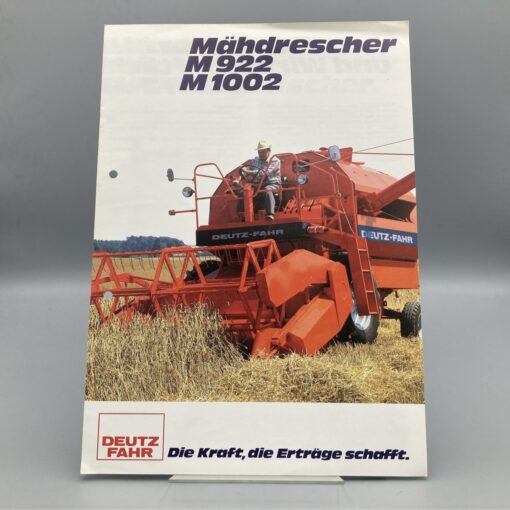 Mähdrescher
M 922
M 1002
DEUTZ-FAHR
DEUTZ-FAHR
DEUTZ
FAHR
Die Kraft, die Erträge schafft.